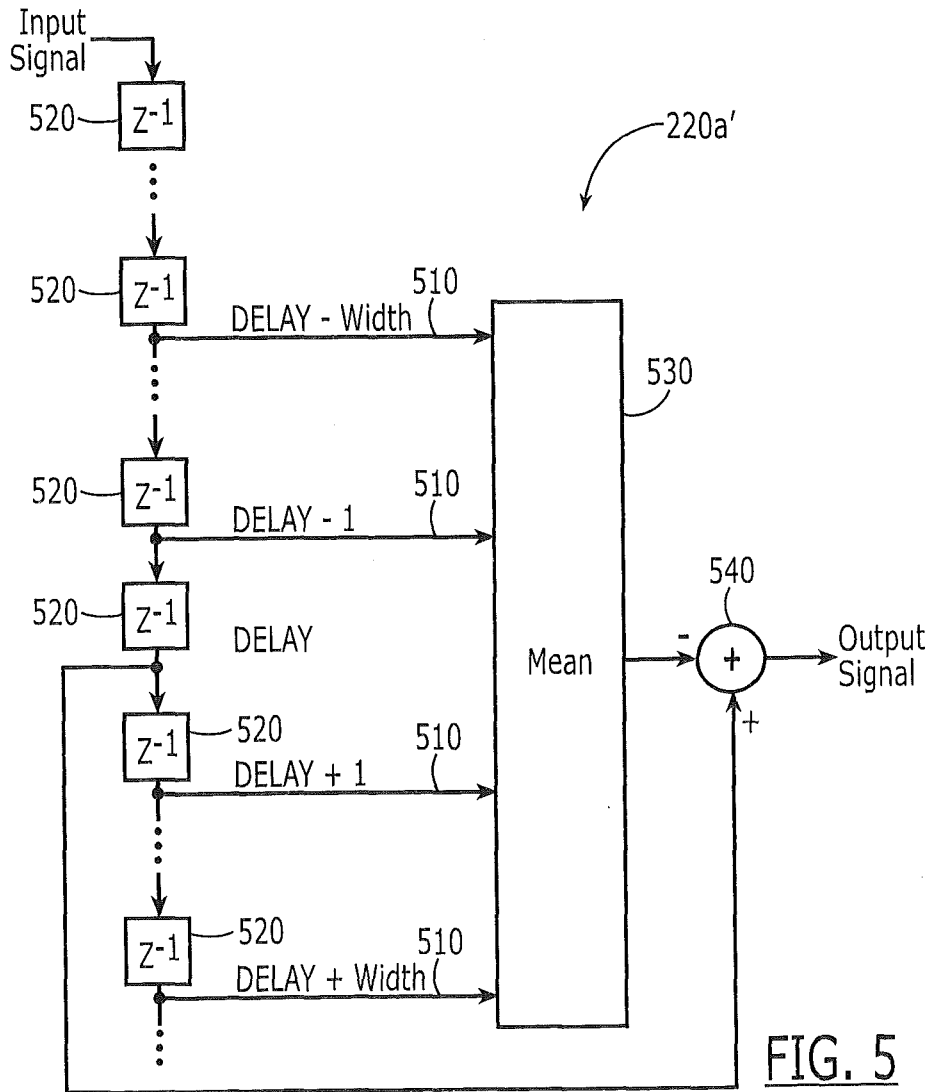 Input
Signal
520
Z-1
220a'
520
Z-1
510
DELAY - Width
530
520
Z-1
510
DELAY - 1
520
Z-1
DELAY
540
-
+
Output
Signal
Mean
+
520
Z-1
510
DELAY + 1
520
Z-1
510
DELAY + Width
FIG. 5